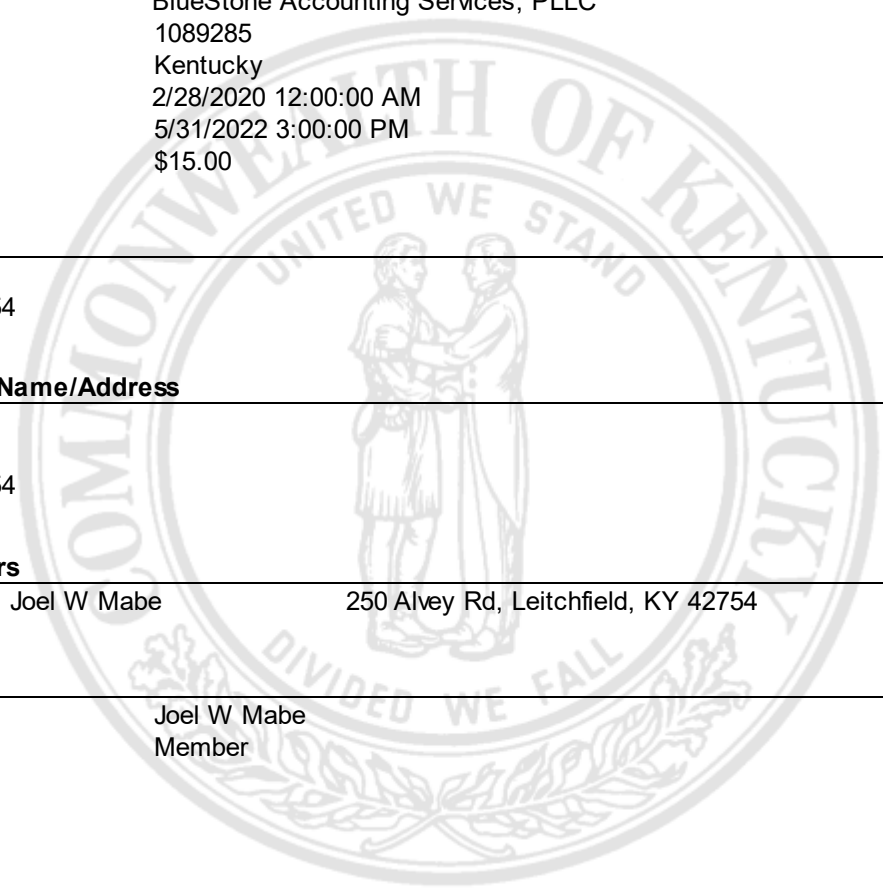 BlueStone Accounting Services, PLLC
1089285
Kentucky
2/28/2020 12:00:00 AM
5/31/2022 3:00:00 PM
$15.00
54
Name/Address
54
rs
Joel W Mabe 250 Alvey Rd, Leitchfield, KY 42754
Joel W Mabe
Member
COMMONWEALTH OF KENTUCKY
UNITED WE STAND
DIVIDED WE FALL